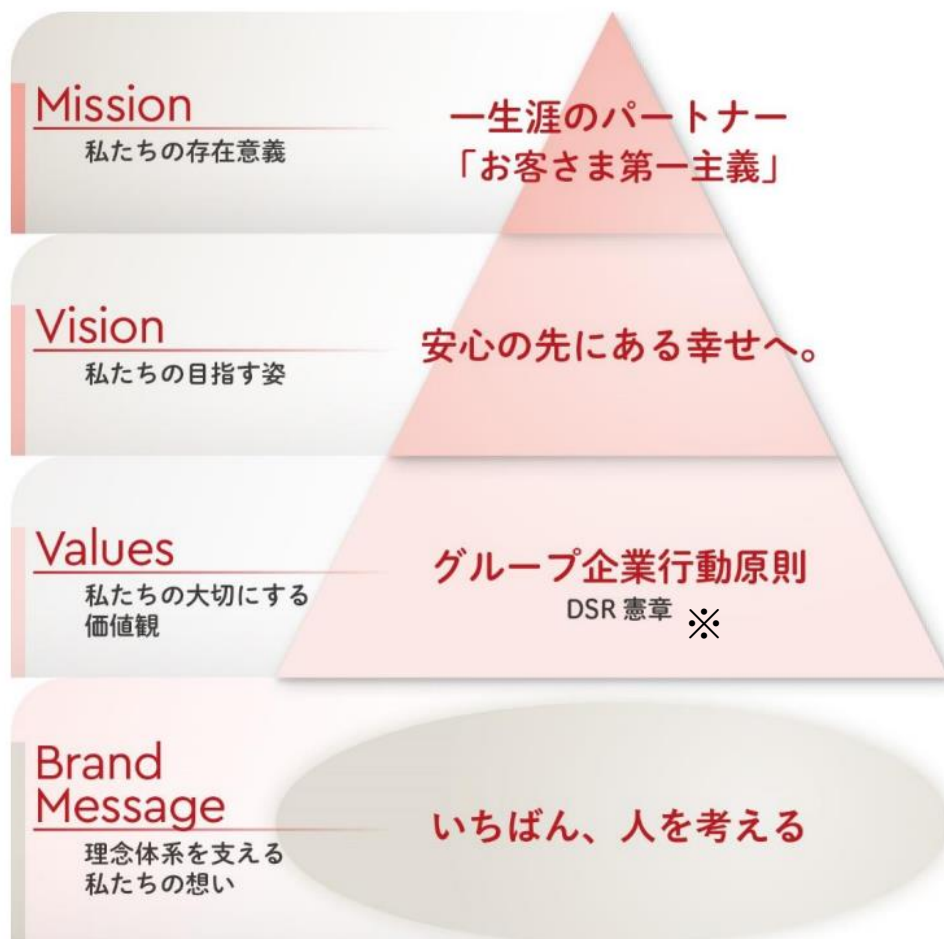 Mission
私たちの存在意義
一生涯のパートナー
「お客さま第一主義」
Vision
私たちの目指す姿
安心の先にある幸せへ。
Values
私たちの大切にする
価値観
グループ企業行動原則
DSR 憲章 ※
Brand
Message
理念体系を支える
私たちの想い
いちばん、人を考える